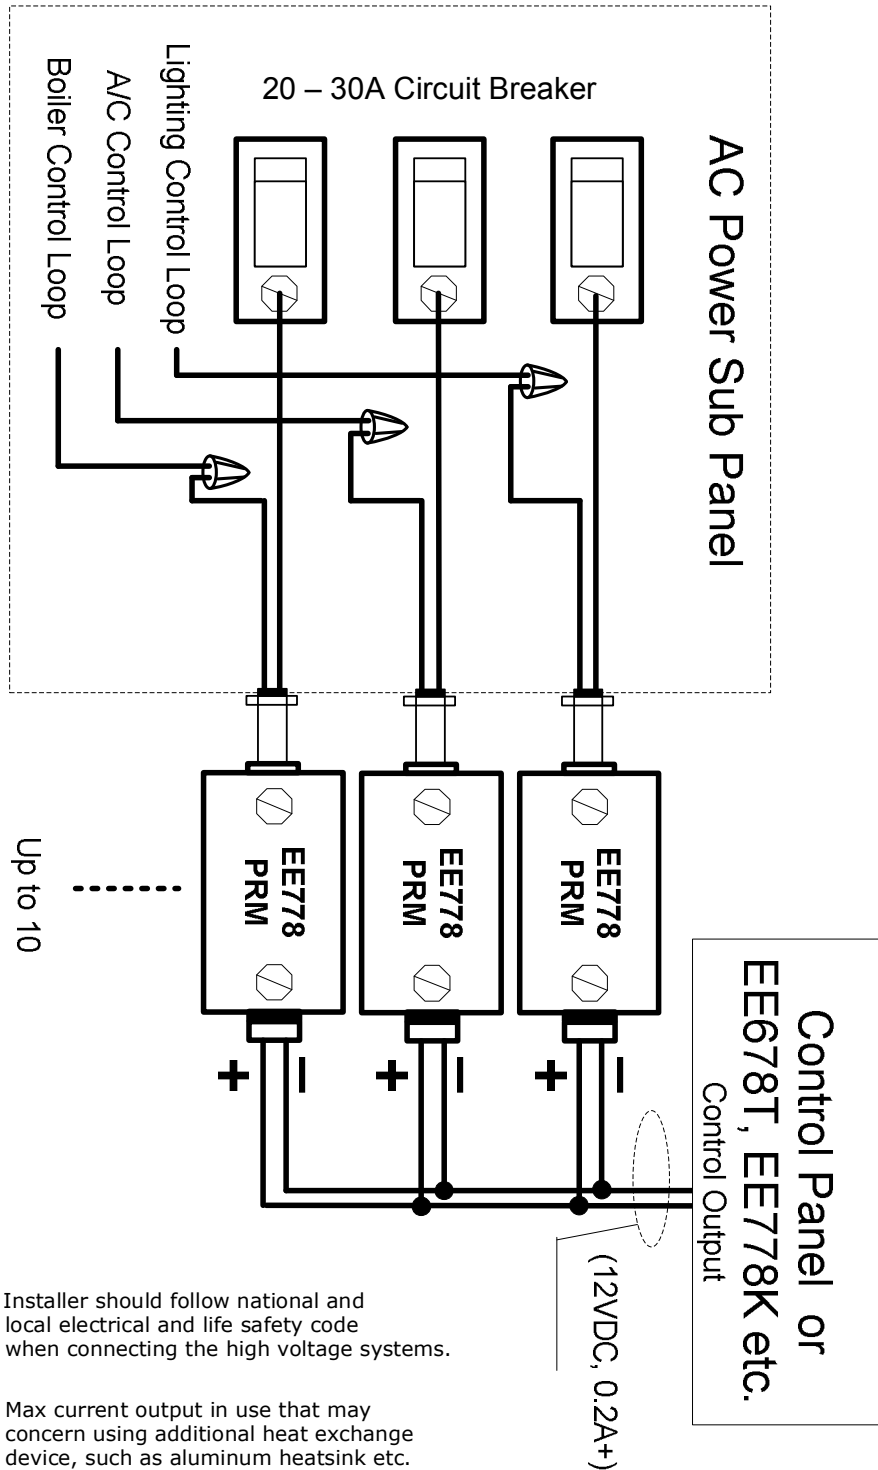 20 – 30A Circuit Breaker
AC Power Sub Panel
Lighting Control Loop
A/C Control Loop
Boiler Control Loop
EE778
PRM
+
–
EE778
PRM
+
–
EE778
PRM
+
–
Up to 10
Control Panel or
EE678T, EE778K etc.
Control Output
(12VDC, 0.2A+)
Installer should follow national and
local electrical and life safety code
when connecting the high voltage systems.
Max current output in use that may
concern using additional heat exchange
device, such as aluminum heatsink etc.